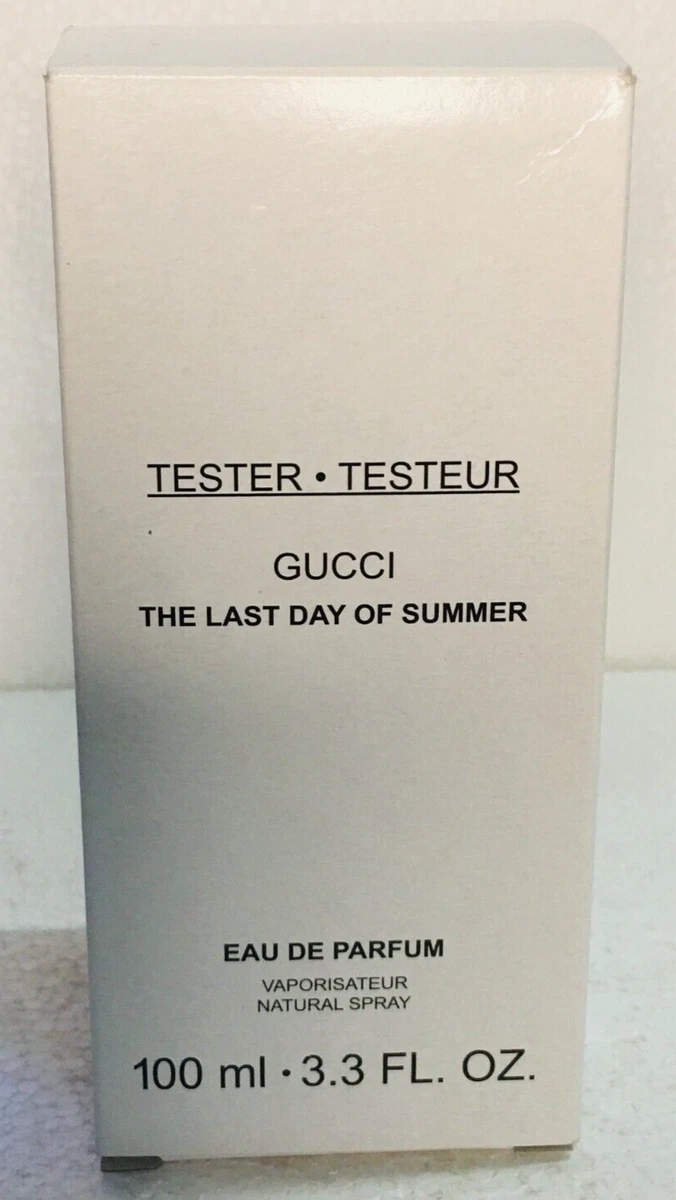 TESTER • TESTEUR
GUCCI
THE LAST DAY OF SUMMER
EAU DE PARFUM
VAPORISATEUR
NATURAL SPRAY
100 ml • 3.3 FL. OZ.